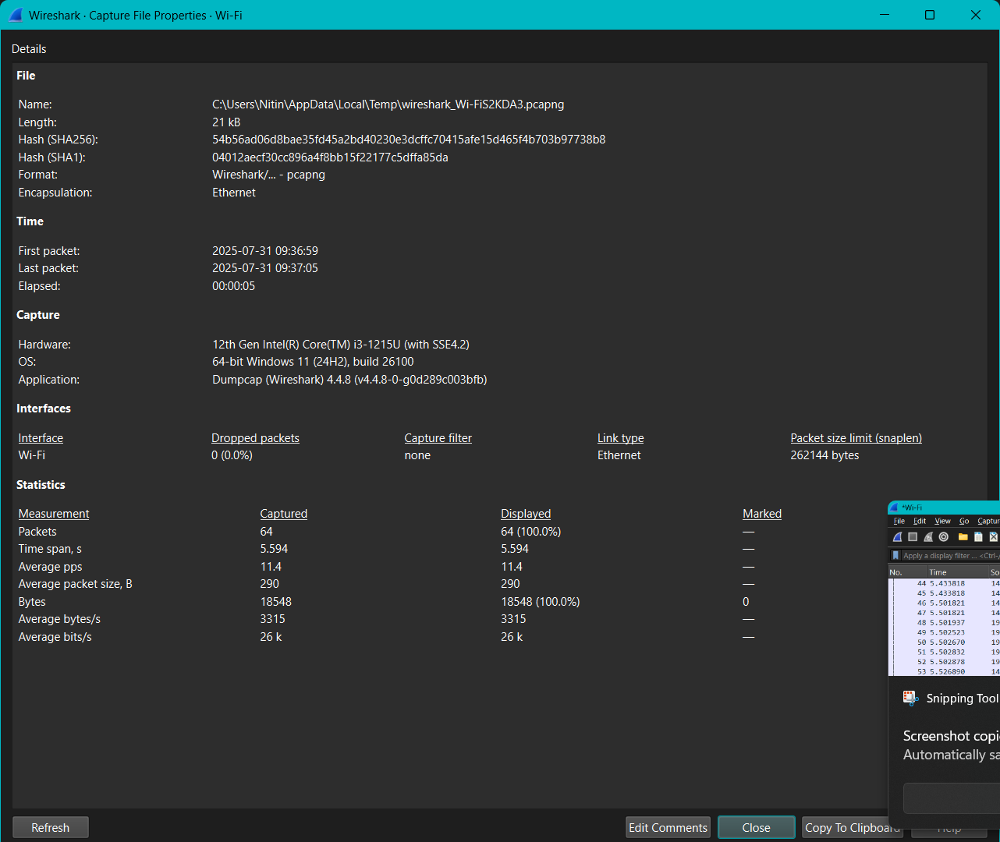 Wireshark · Capture File Properties · Wi-Fi
Details
File
Name: C:\Users\Nitin\AppData\Local\Temp\wireshark_Wi-FiS2KDA3.pcapng
Length: 21 kB
Hash (SHA256): 54b56ad06d8bae35fd45a2bd40230e3dcffc70415afe15d465f4b703b97738b8
Hash (SHA1): 04012aecf30cc896a4f8bb15f22177c5dffa85da
Format: Wireshark/... - pcapng
Encapsulation: Ethernet
Time
First packet: 2025-07-31 09:36:59
Last packet: 2025-07-31 09:37:05
Elapsed: 00:00:05
Capture
Hardware: 12th Gen Intel(R) Core(TM) i3-1215U (with SSE4.2)
OS: 64-bit Windows 11 (24H2), build 26100
Application: Dumpcap (Wireshark) 4.4.8 (v4.4.8-0-g0d289c003bfb)
Interfaces
Interface Dropped packets Capture filter Link type Packet size limit (snaplen)
Wi-Fi 0 (0.0%) none Ethernet 262144 bytes
Statistics
Measurement Captured Displayed Marked
Packets 64 64 (100.0%) —
Time span, s 5.594 5.594 —
Average pps 11.4 11.4 —
Average packet size, B 290 290 —
Bytes 18548 18548 (100.0%) 0
Average bytes/s 3315 3315 —
Average bits/s 26 k 26 k —
*Wi-Fi
File Edit View Go Captur
Apply a display filter ... <Ctrl-/
No. Time So
44 5.433818 14
45 5.433818 14
46 5.501821 14
47 5.501821 14
48 5.501937 19
49 5.502523 19
50 5.502670 19
51 5.502832 19
52 5.502878 19
53 5.526890 14
Snipping Tool
Screenshot copi
Automatically sa
Refresh Edit Comments Close Copy To Clipboard Help